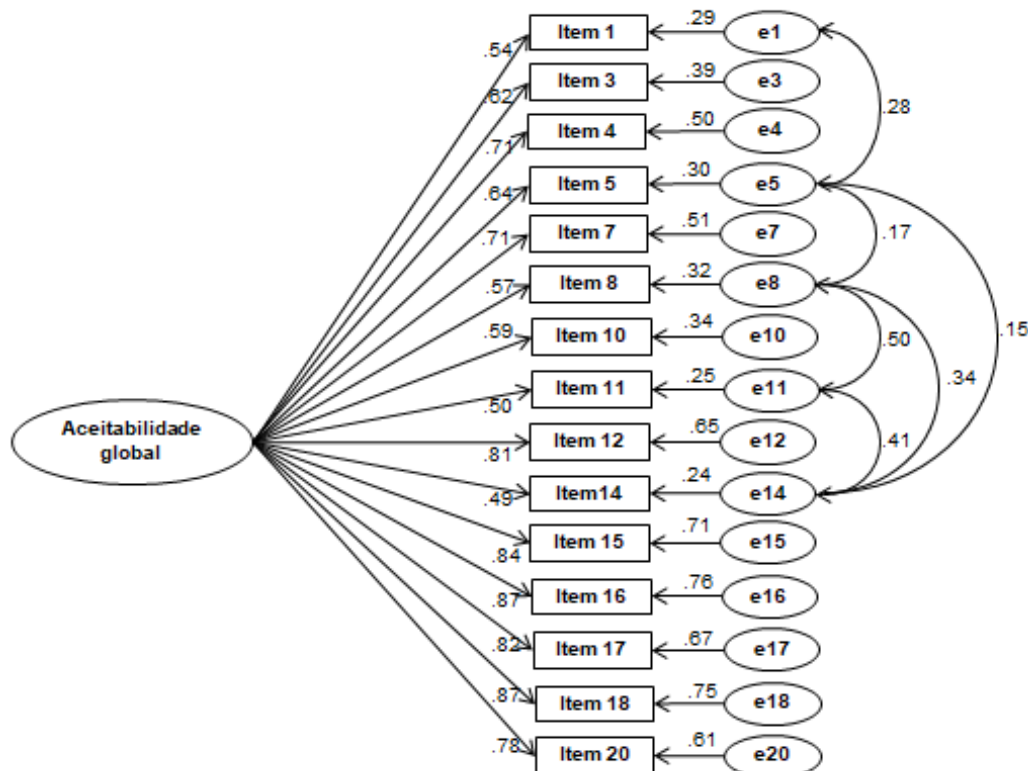 Item 1 .29 e1
.54
Item 3 .39 e3
.62
.28
Item 4 .50 e4
.71
Item 5 .30 e5
.64
Item 7 .51 e7
.71
.17
Item 8 .32 e8
.57
Item 10 .34 e10
.59
.50
.15
Item 11 .25 e11
.50
.34
Aceitabilidade
global
Item 12 .65 e12
.81
.41
Item14 .24 e14
.49
Item 15 .71 e15
.84
Item 16 .76 e16
.87
Item 17 .67 e17
.82
Item 18 .75 e18
.87
Item 20 .61 e20
.78